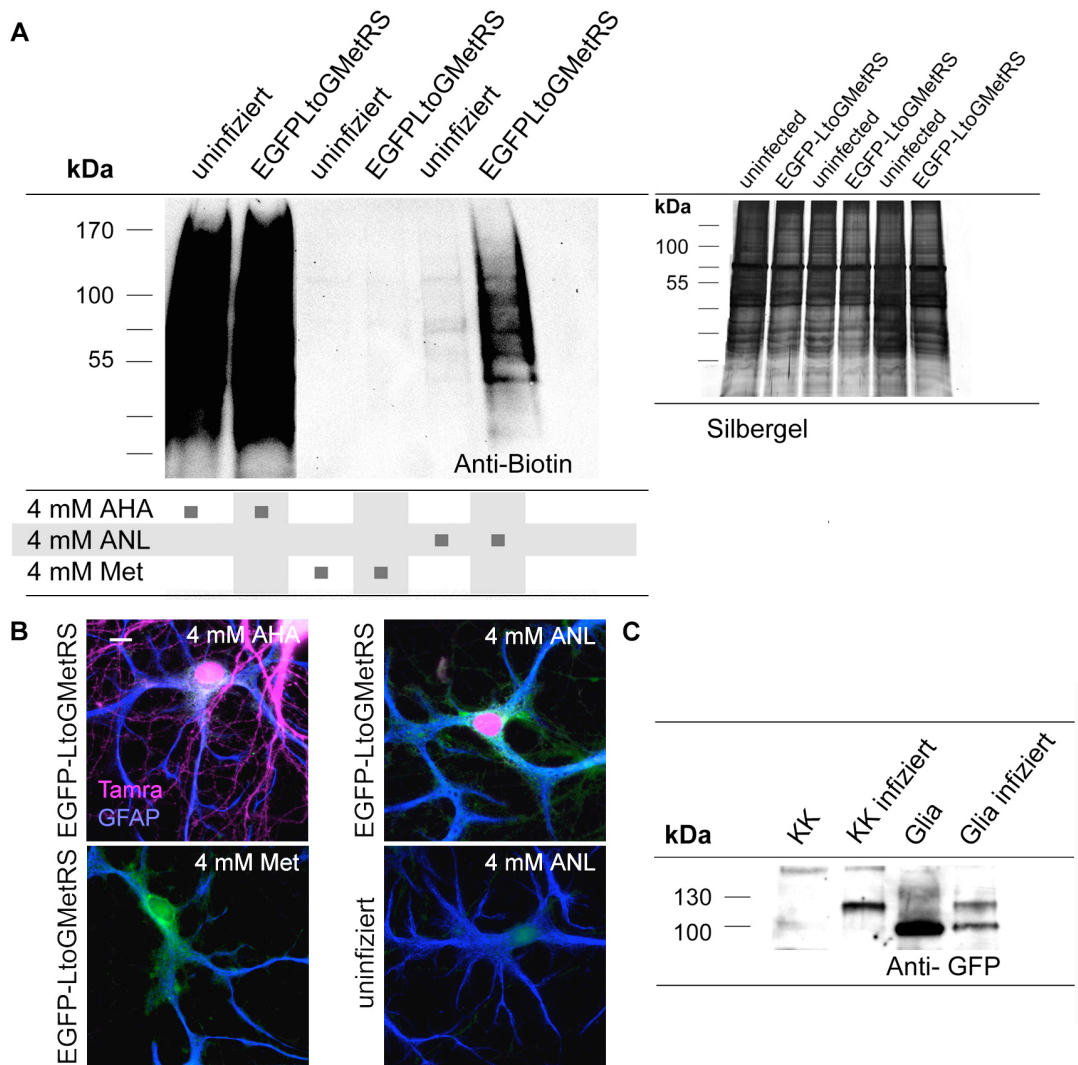 A
uninfiziert
EGFPLtoGMetRS
uninfiziert
EGFPLtoGMetRS
uninfiziert
EGFPLtoGMetRS
kDa
170
100
55
Anti-Biotin
4 mM AHA
4 mM ANL
4 mM Met
uninfected
EGFP-LtoGMetRS
uninfected
EGFP-LtoGMetRS
uninfected
EGFP-LtoGMetRS
kDa
100
55
Silbergel
B
EGFP-LtoGMetRS
4 mM AHA
Tamra
GFAP
EGFP-LtoGMetRS
4 mM ANL
EGFP-LtoGMetRS
4 mM Met
uninfiziert
4 mM ANL
C
kDa
KK
KK infiziert
Glia
Glia infiziert
130
100
Anti- GFP